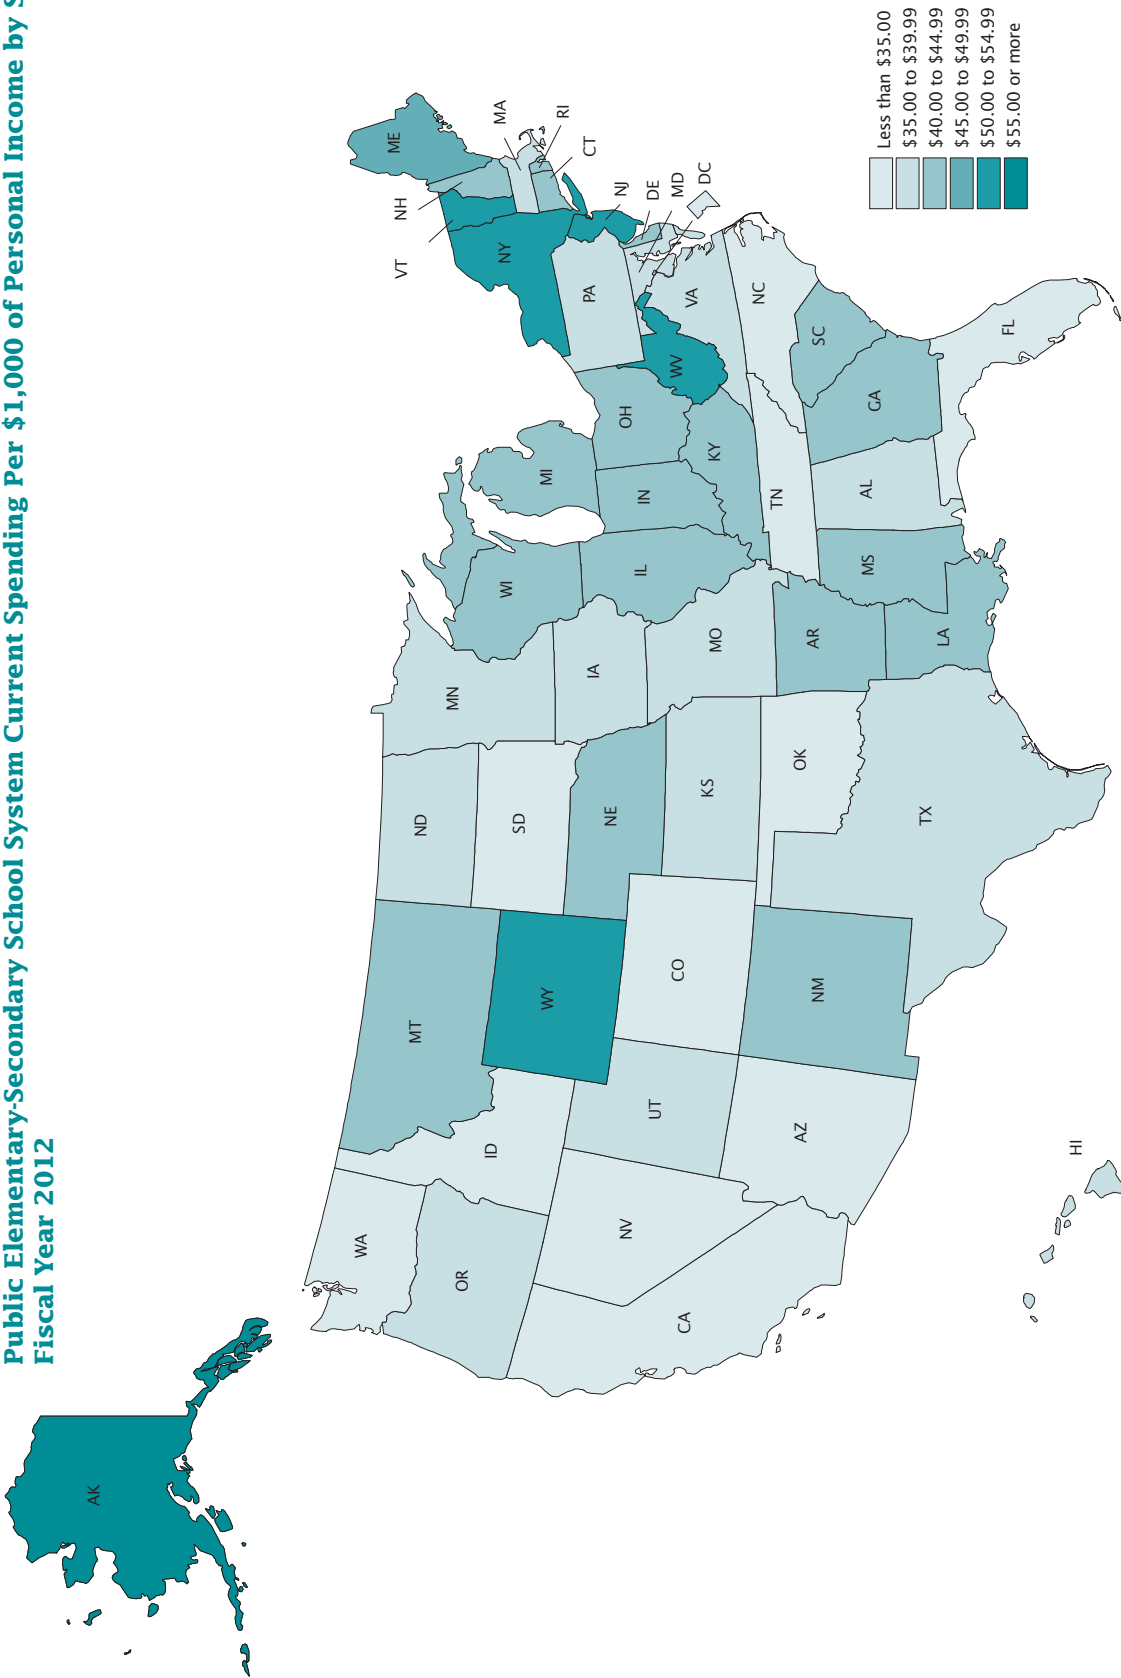 Public Elementary-Secondary School System Current Spending Per $1,000 of Personal Income by
Fiscal Year 2012
AK
WA
OR
CA
NV
ID
MT
WY
UT
AZ
CO
NM
ND
SD
NE
KS
OK
TX
MN
IA
MO
AR
LA
WI
IL
MS
MI
IN
KY
TN
AL
OH
WV
GA
SC
NC
VA
FL
PA
NY
VT
NH
ME
MA
RI
CT
NJ
DE
MD
DC
HI
Less than $35.00
$35.00 to $39.99
$40.00 to $44.99
$45.00 to $49.99
$50.00 to $54.99
$55.00 or more